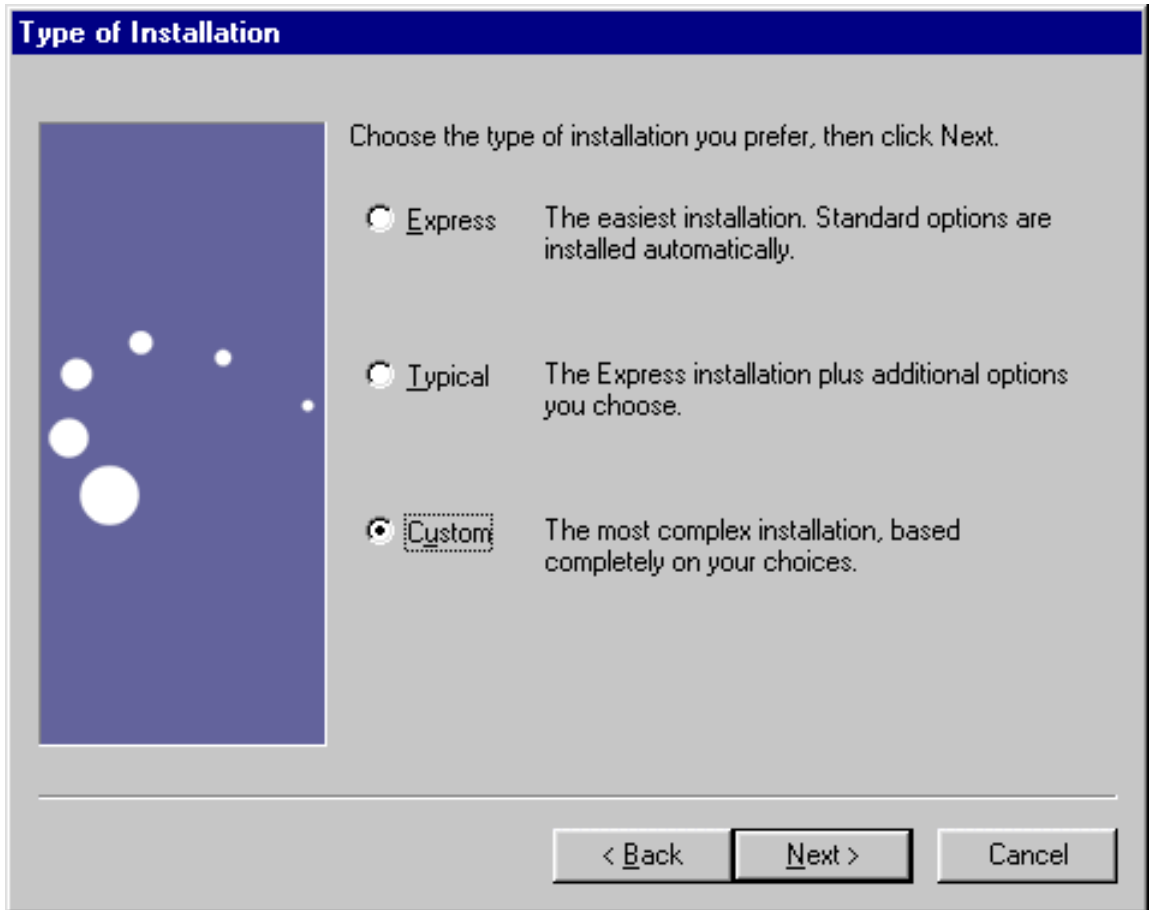 Type of Installation
Choose the type of installation you prefer, then click Next.
Express
The easiest installation. Standard options are
installed automatically.
Typical
The Express installation plus additional options
you choose.
Custom
The most complex installation, based
completely on your choices.
< Back
Next >
Cancel